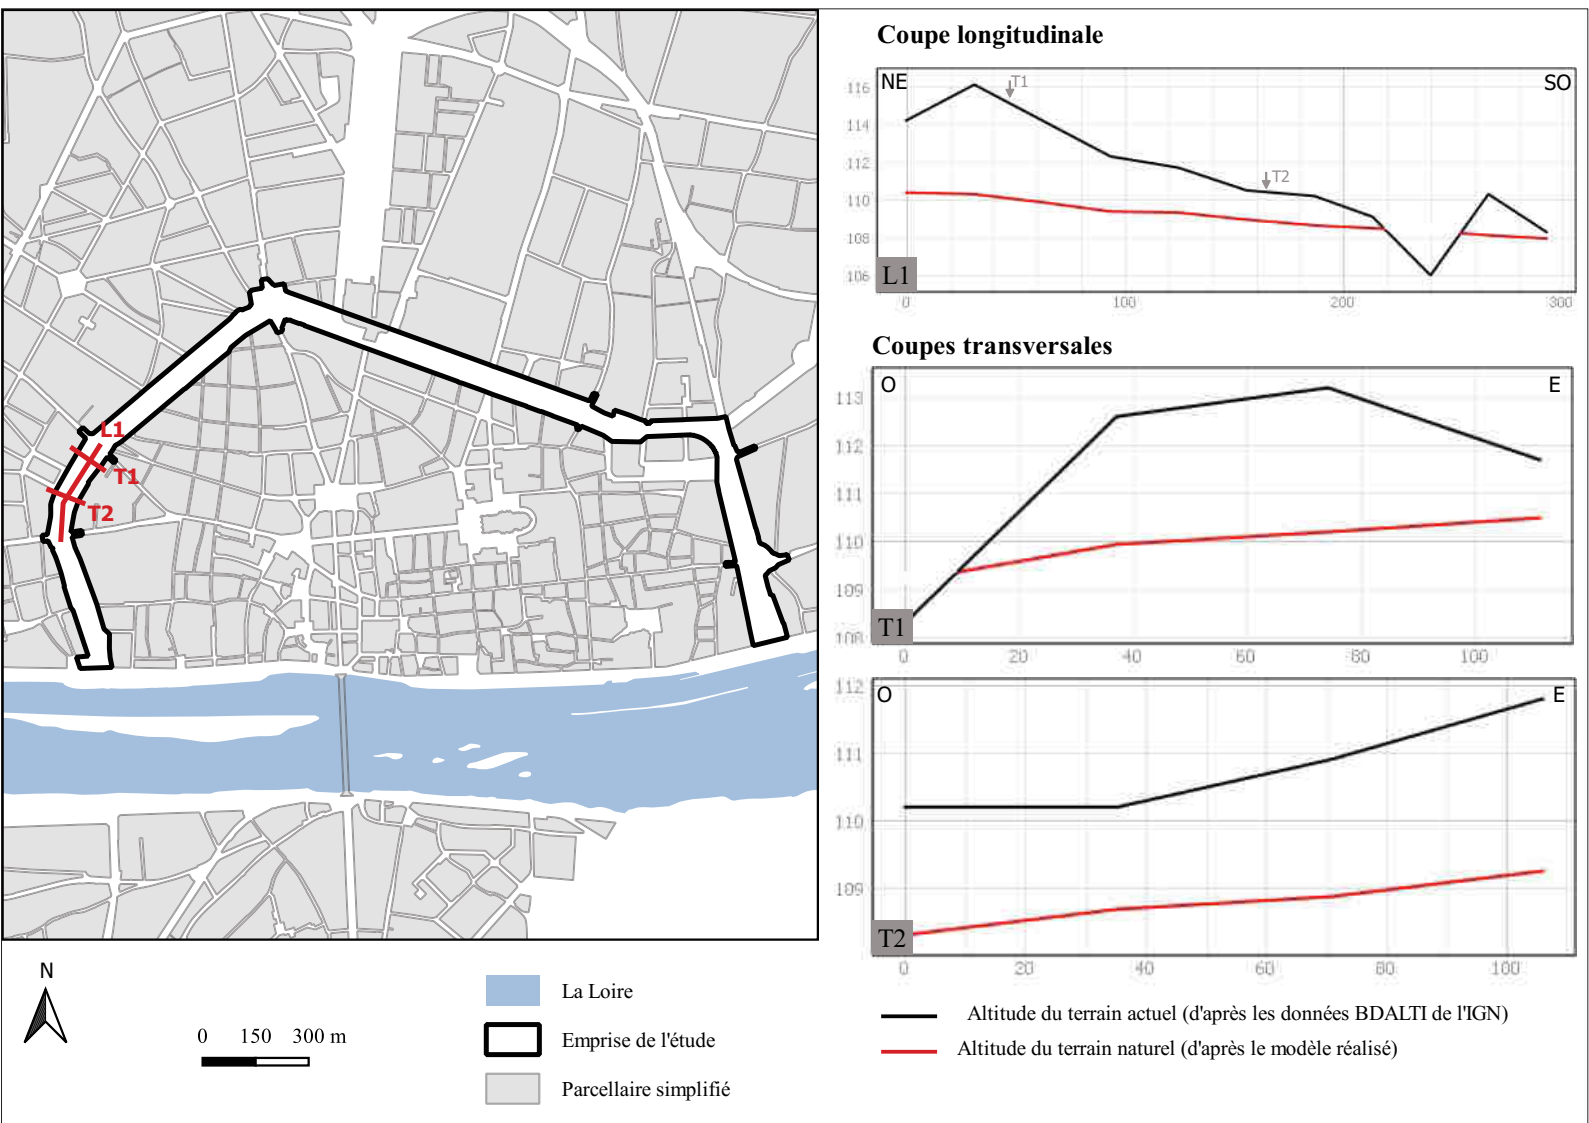 L1
T1
T2
N
0 150 300 m
La Loire
Emprise de l'étude
Parcellaire simplifié
Coupe longitudinale
NE
SO
T1
T2
116
114
112
110
108
106
L1
0 100 200 300
Coupes transversales
O
E
113
112
111
110
109
108
T1
0 20 40 60 80 100
O
E
112
111
110
109
T2
0 20 40 60 80 100
Altitude du terrain actuel (d'après les données BDALTI de l'IGN)
Altitude du terrain naturel (d'après le modèle réalisé)